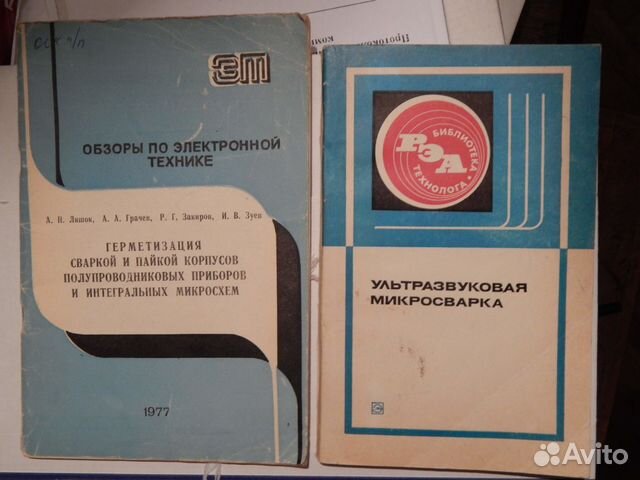 ЭТ
ОБЗОРЫ ПО ЭЛЕКТРОННОЙ
ТЕХНИКЕ
А. А. Грачев, Р. Г. Закиров, И. В. Зуев
ГЕРМЕТИЗАЦИЯ
СВАРКОЙ И ПАЙКОЙ КОРПУСОВ
ПОЛУПРОВОДНИКОВЫХ ПРИБОРОВ
И ИНТЕГРАЛЬНЫХ МИКРОСХЕМ
1977
Протокол
БИБЛИОТЕКА
РЭА
ТЕХНОЛОГА
УЛЬТРАЗВУКОВАЯ
МИКРОСВАРКА
Avito